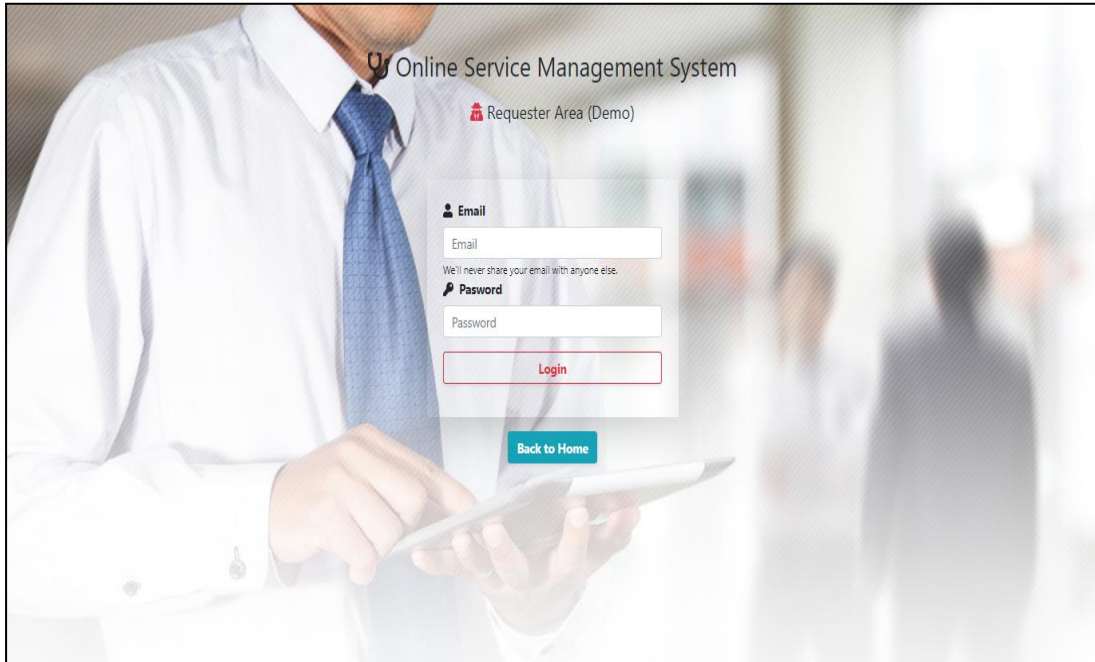 Online Service Management System
Requester Area (Demo)
Email
Email
We'll never share your email with anyone else.
Pasword
Password
Login
Back to Home